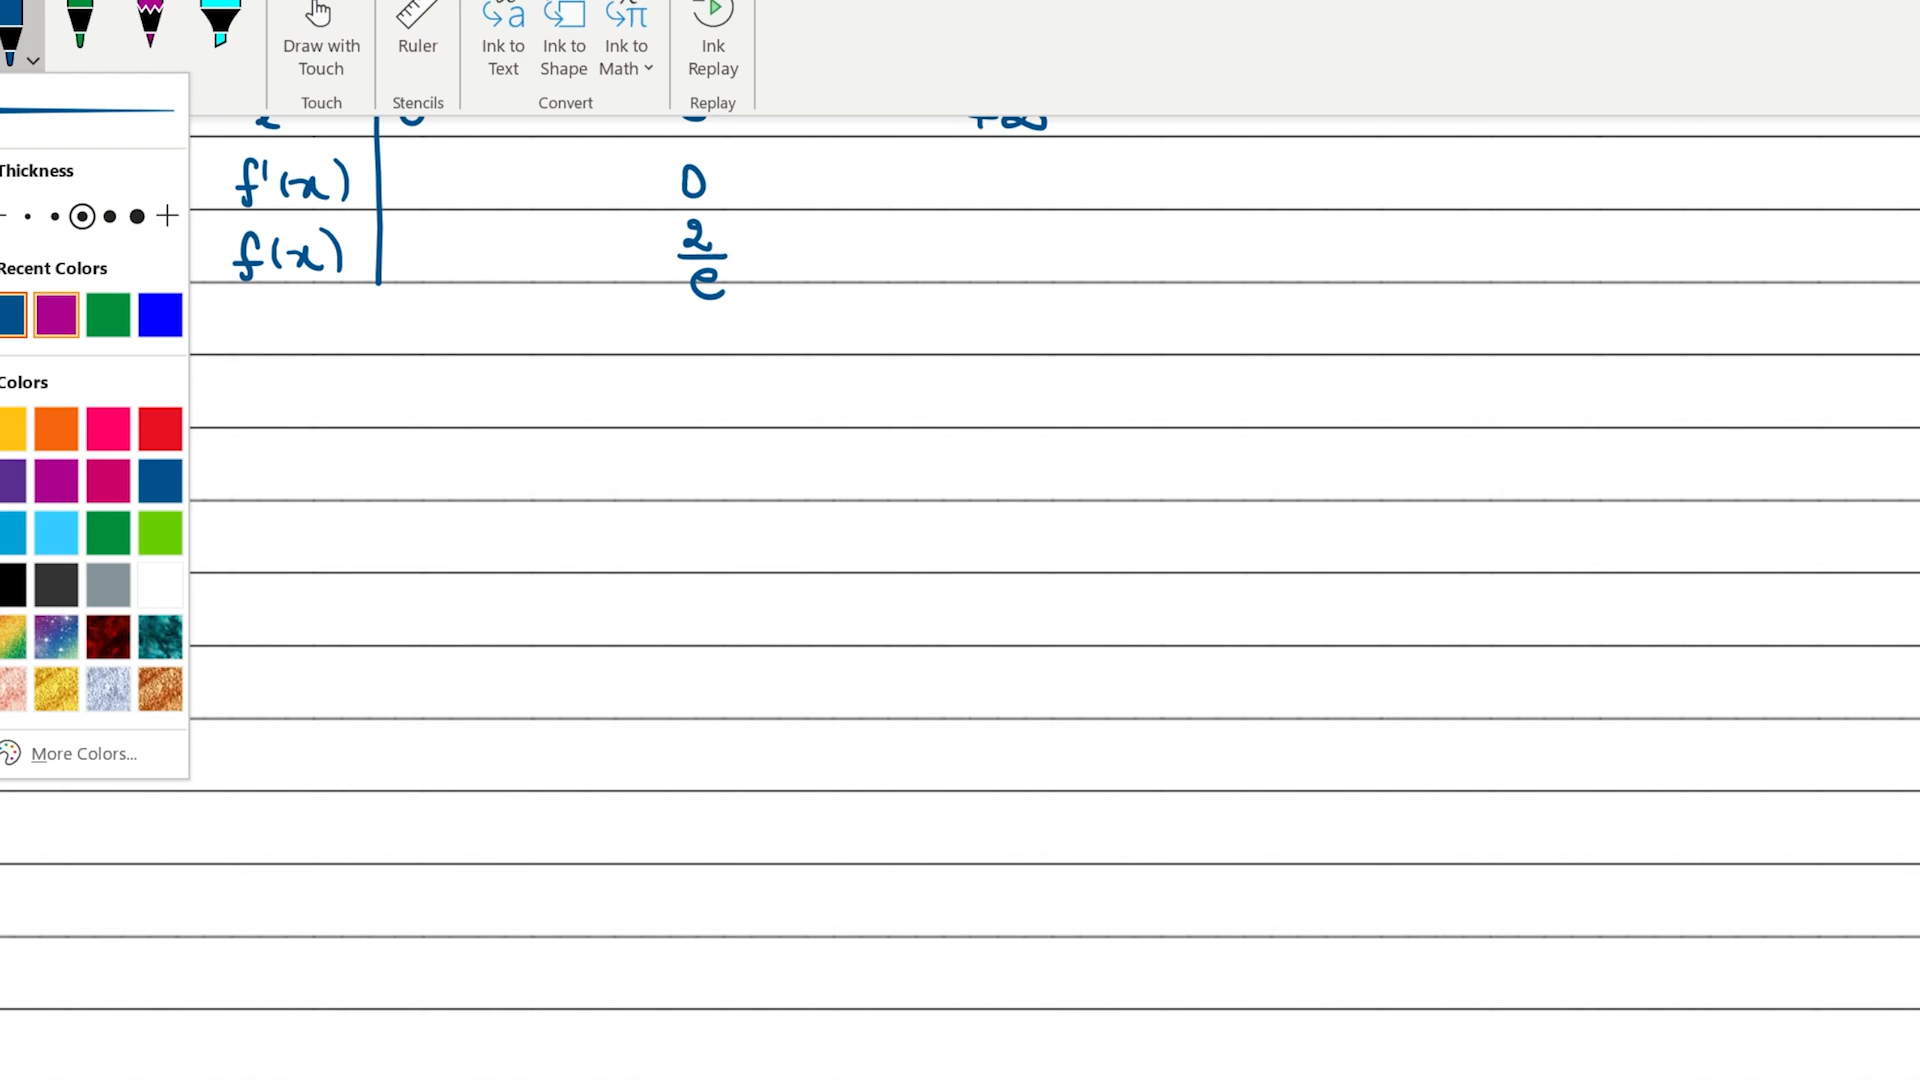 Draw with Touch
Ruler
Ink to Text
Ink to Shape
Ink to Math
Ink Replay
Touch
Stencils
Convert
Replay
Thickness
Recent Colors
Colors
More Colors...
+∞
f'(x) 0
f(x) 2/e